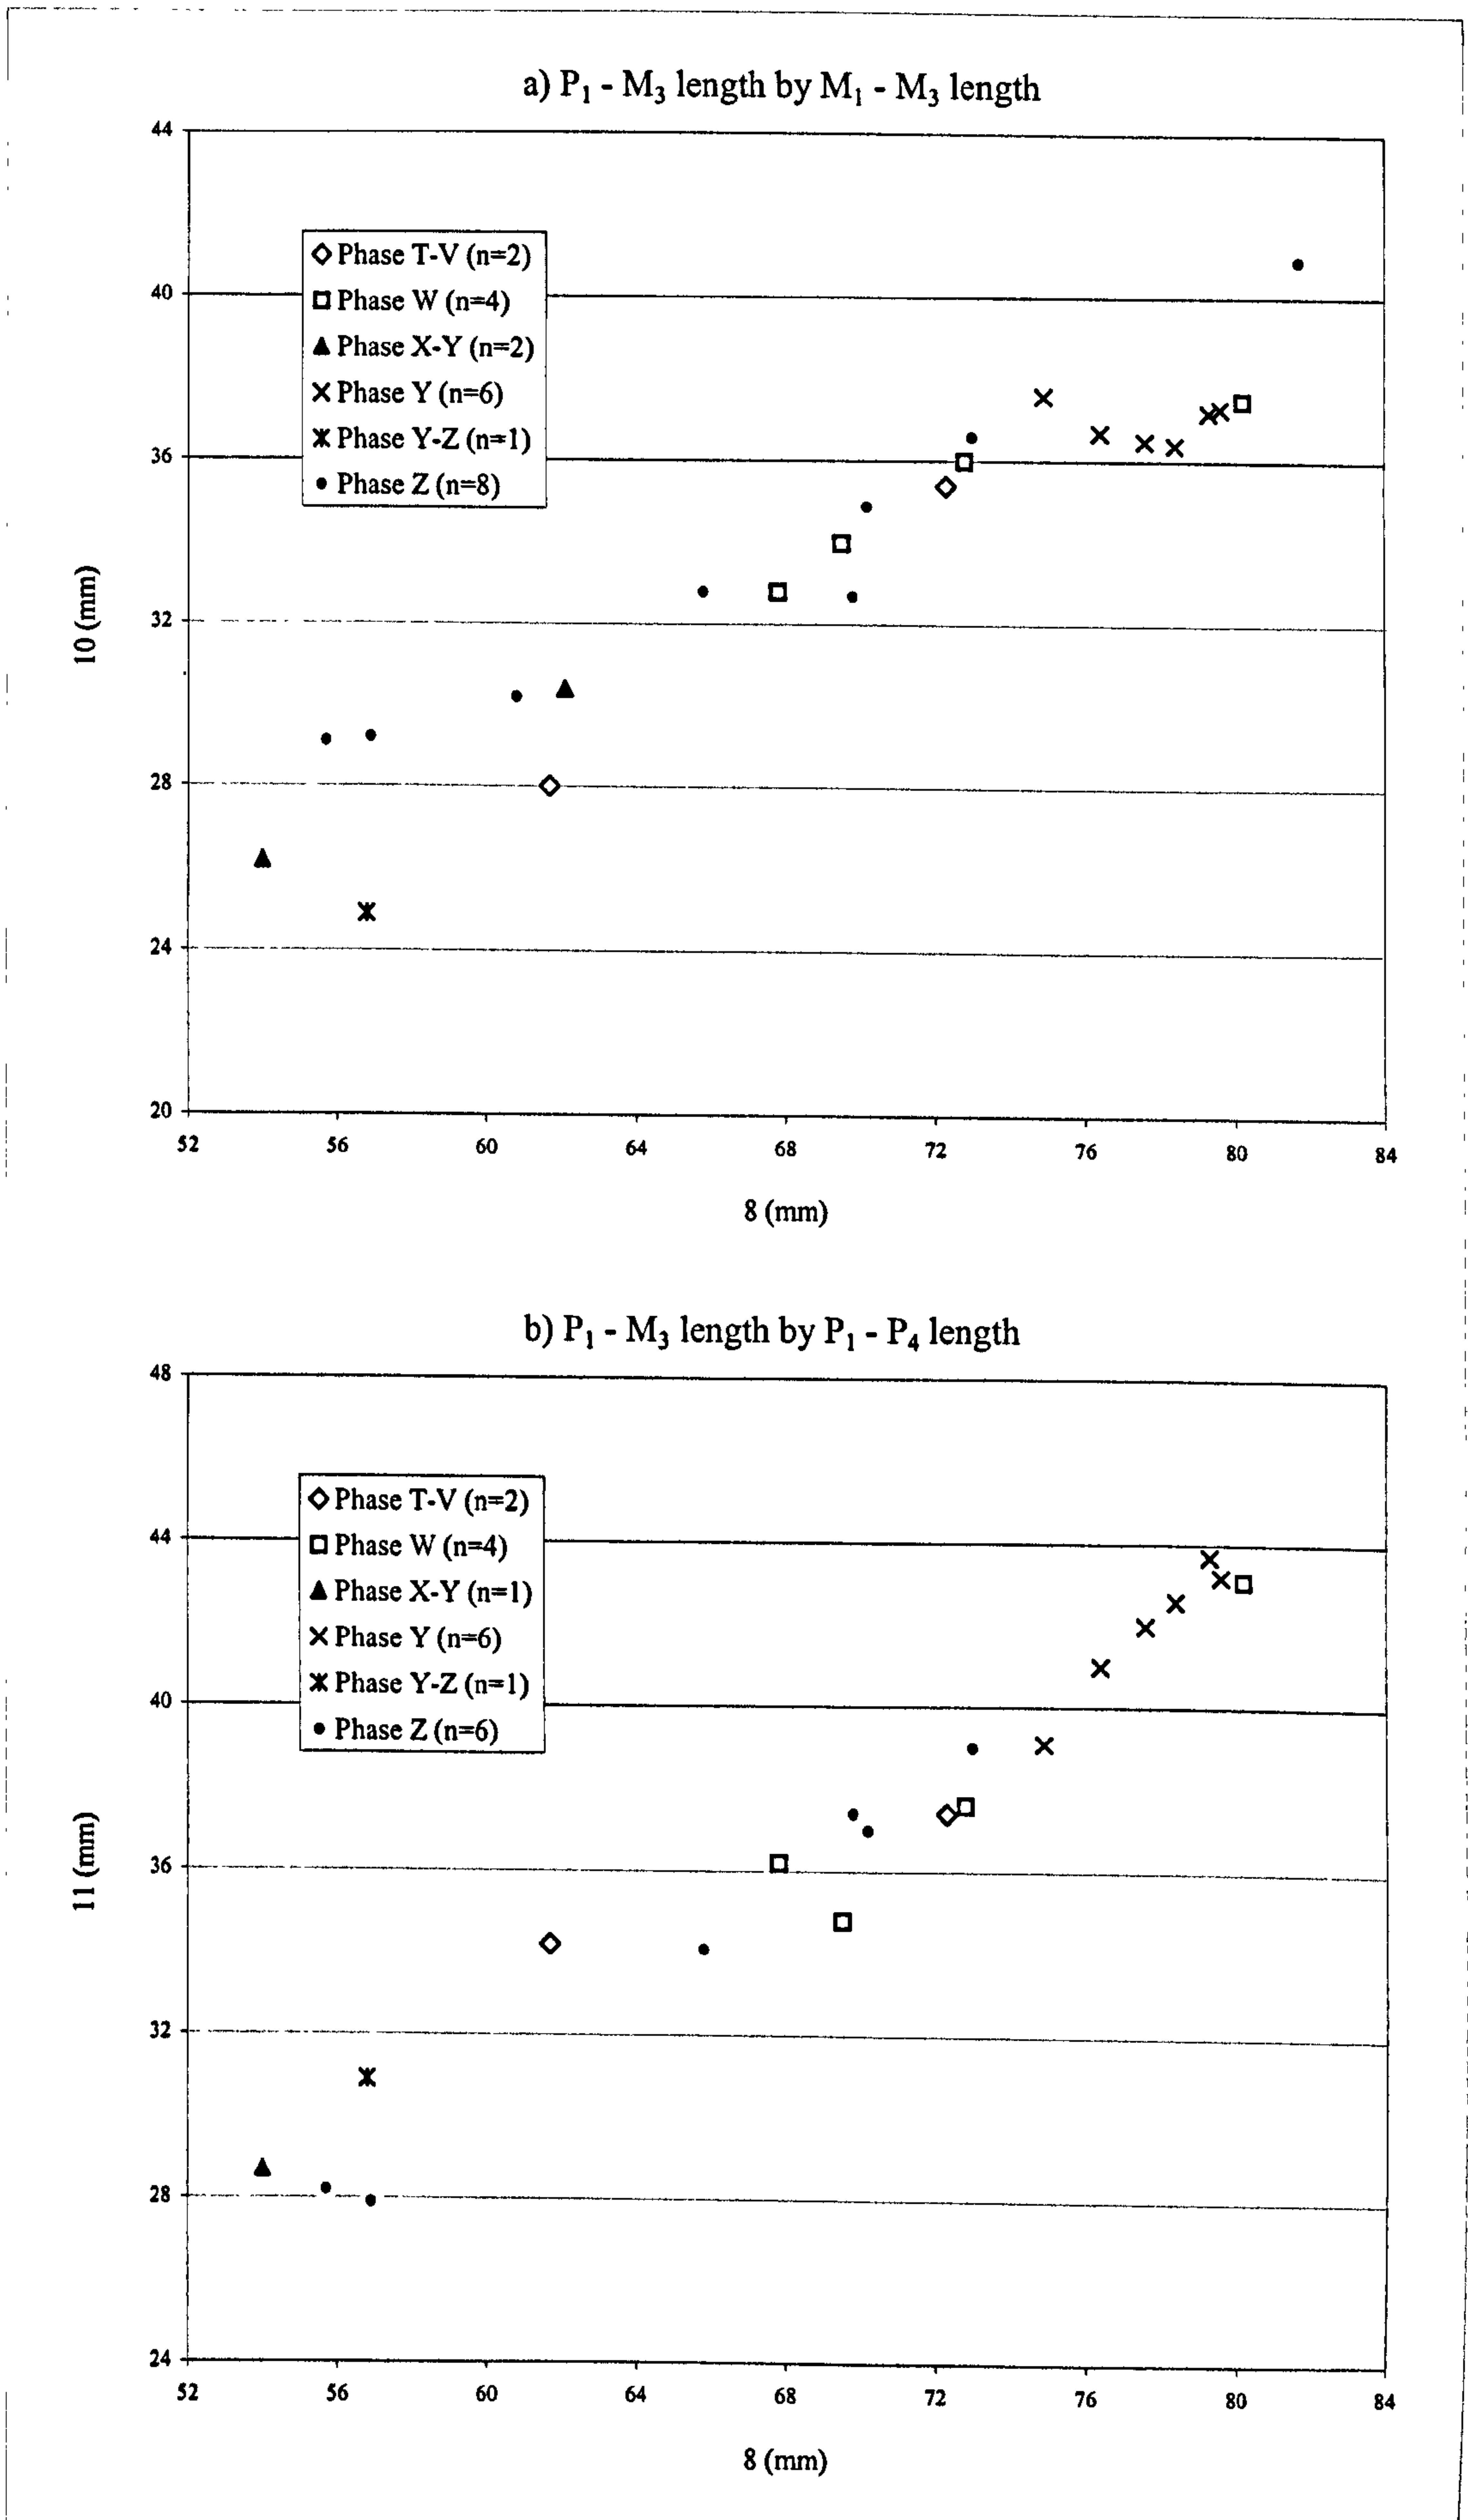 a) P₁ - M₃ length by M₁ - M₃ length
44
40
36
32
28
24
20
10 (mm)
◇ Phase T-V (n=2)
□ Phase W (n=4)
▲ Phase X-Y (n=2)
× Phase Y (n=6)
ж Phase Y-Z (n=1)
• Phase Z (n=8)
52 56 60 64 68 72 76 80 84
8 (mm)
b) P₁ - M₃ length by P₁ - P₄ length
48
44
40
36
32
28
24
11 (mm)
◇ Phase T-V (n=2)
□ Phase W (n=4)
▲ Phase X-Y (n=1)
× Phase Y (n=6)
ж Phase Y-Z (n=1)
• Phase Z (n=6)
52 56 60 64 68 72 76 80 84
8 (mm)